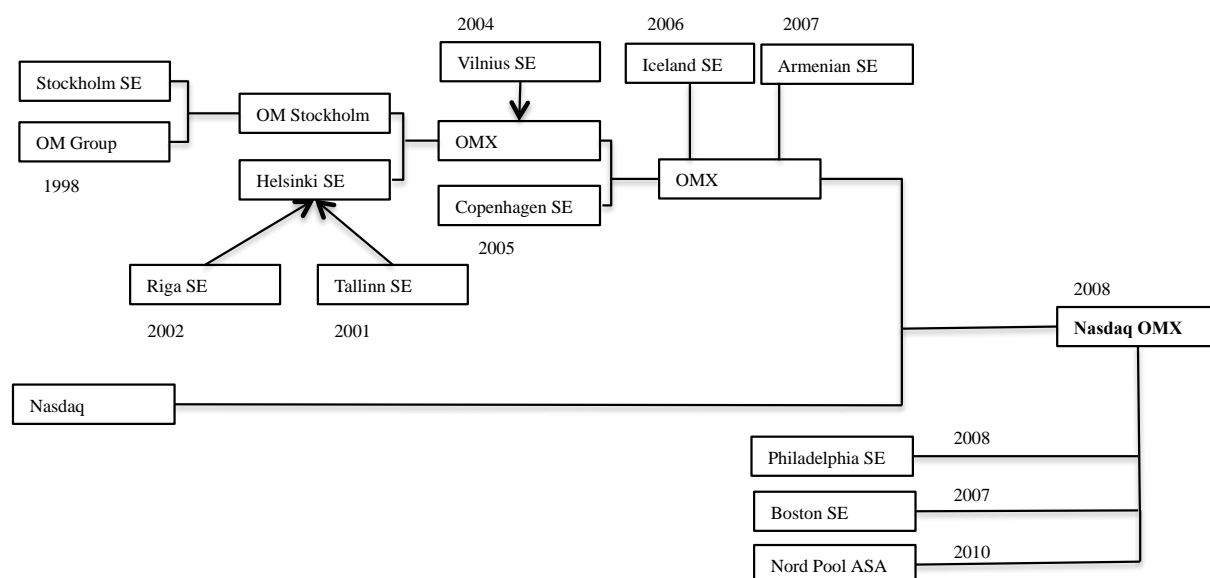 2004
2006
2007
Vilnius SE
Iceland SE
Armenian SE
Stockholm SE
OM Stockholm
OM Group
OMX
1998
Helsinki SE
OMX
Copenhagen SE
2005
Riga SE
Tallinn SE
2002
2001
2008
Nasdaq OMX
Nasdaq
2008
Philadelphia SE
2007
Boston SE
2010
Nord Pool ASA